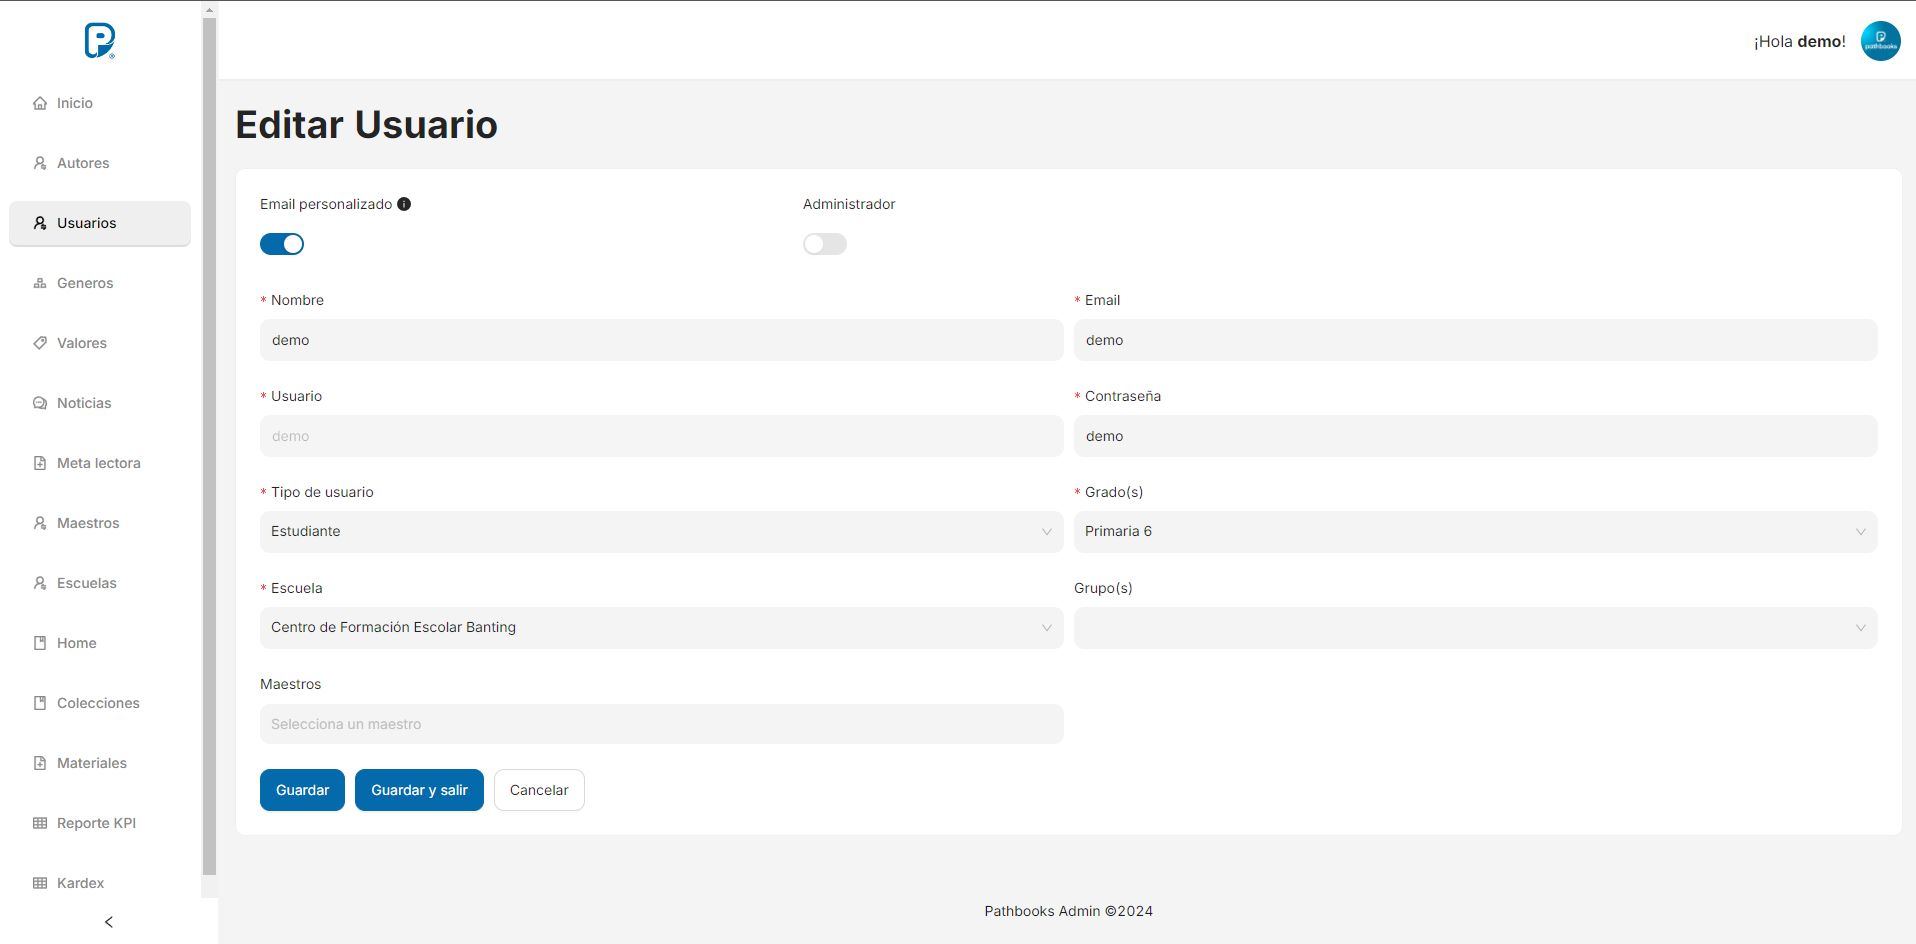 P
¡Hola demo!
pathbooks
Inicio
Autores
Usuarios
Generos
Valores
Noticias
Meta lectora
Maestros
Escuelas
Home
Colecciones
Materiales
Reporte KPI
Kardex
Editar Usuario
Email personalizado
Administrador
* Nombre
* Email
demo
demo
* Usuario
* Contraseña
demo
demo
* Tipo de usuario
* Grado(s)
Estudiante
Primaria 6
* Escuela
Grupo(s)
Centro de Formación Escolar Banting
Maestros
Selecciona un maestro
Guardar
Guardar y salir
Cancelar
Pathbooks Admin ©2024